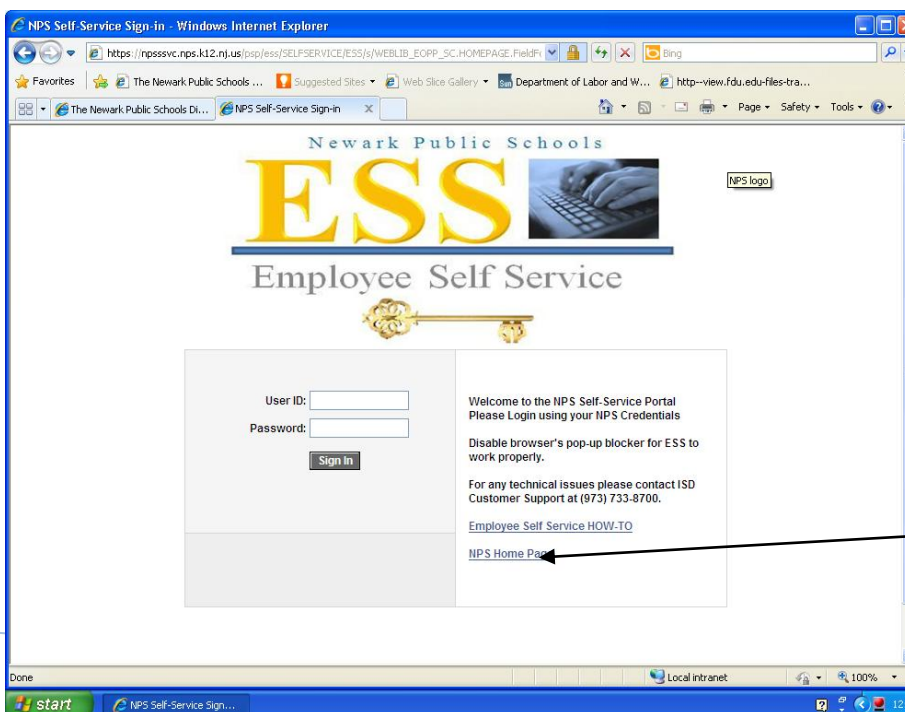 NPS Self-Service Sign-in - Windows Internet Explorer
https://npsssvc.nps.k12.nj.us/psp/ess/SELFSERVICE/ESS/s/WEBLIB_EOPP_SC.HOMEPAGE.FieldF
Bing
Favorites The Newark Public Schools ... Suggested Sites Web Slice Gallery Department of Labor and W... http--view.fdu.edu-files-tra...
The Newark Public Schools Di... NPS Self-Service Sign-in X Page Safety Tools
Newark Public Schools
ESS
NPS logo
Employee Self Service
User ID:
Password:
Sign In
Welcome to the NPS Self-Service Portal
Please Login using your NPS Credentials
Disable browser's pop-up blocker for ESS to
work properly.
For any technical issues please contact ISD
Customer Support at (973) 733-8700.
Employee Self Service HOW-TO
NPS Home Pag
Done Local intranet 100%
start NPS Self-Service Sign... 12